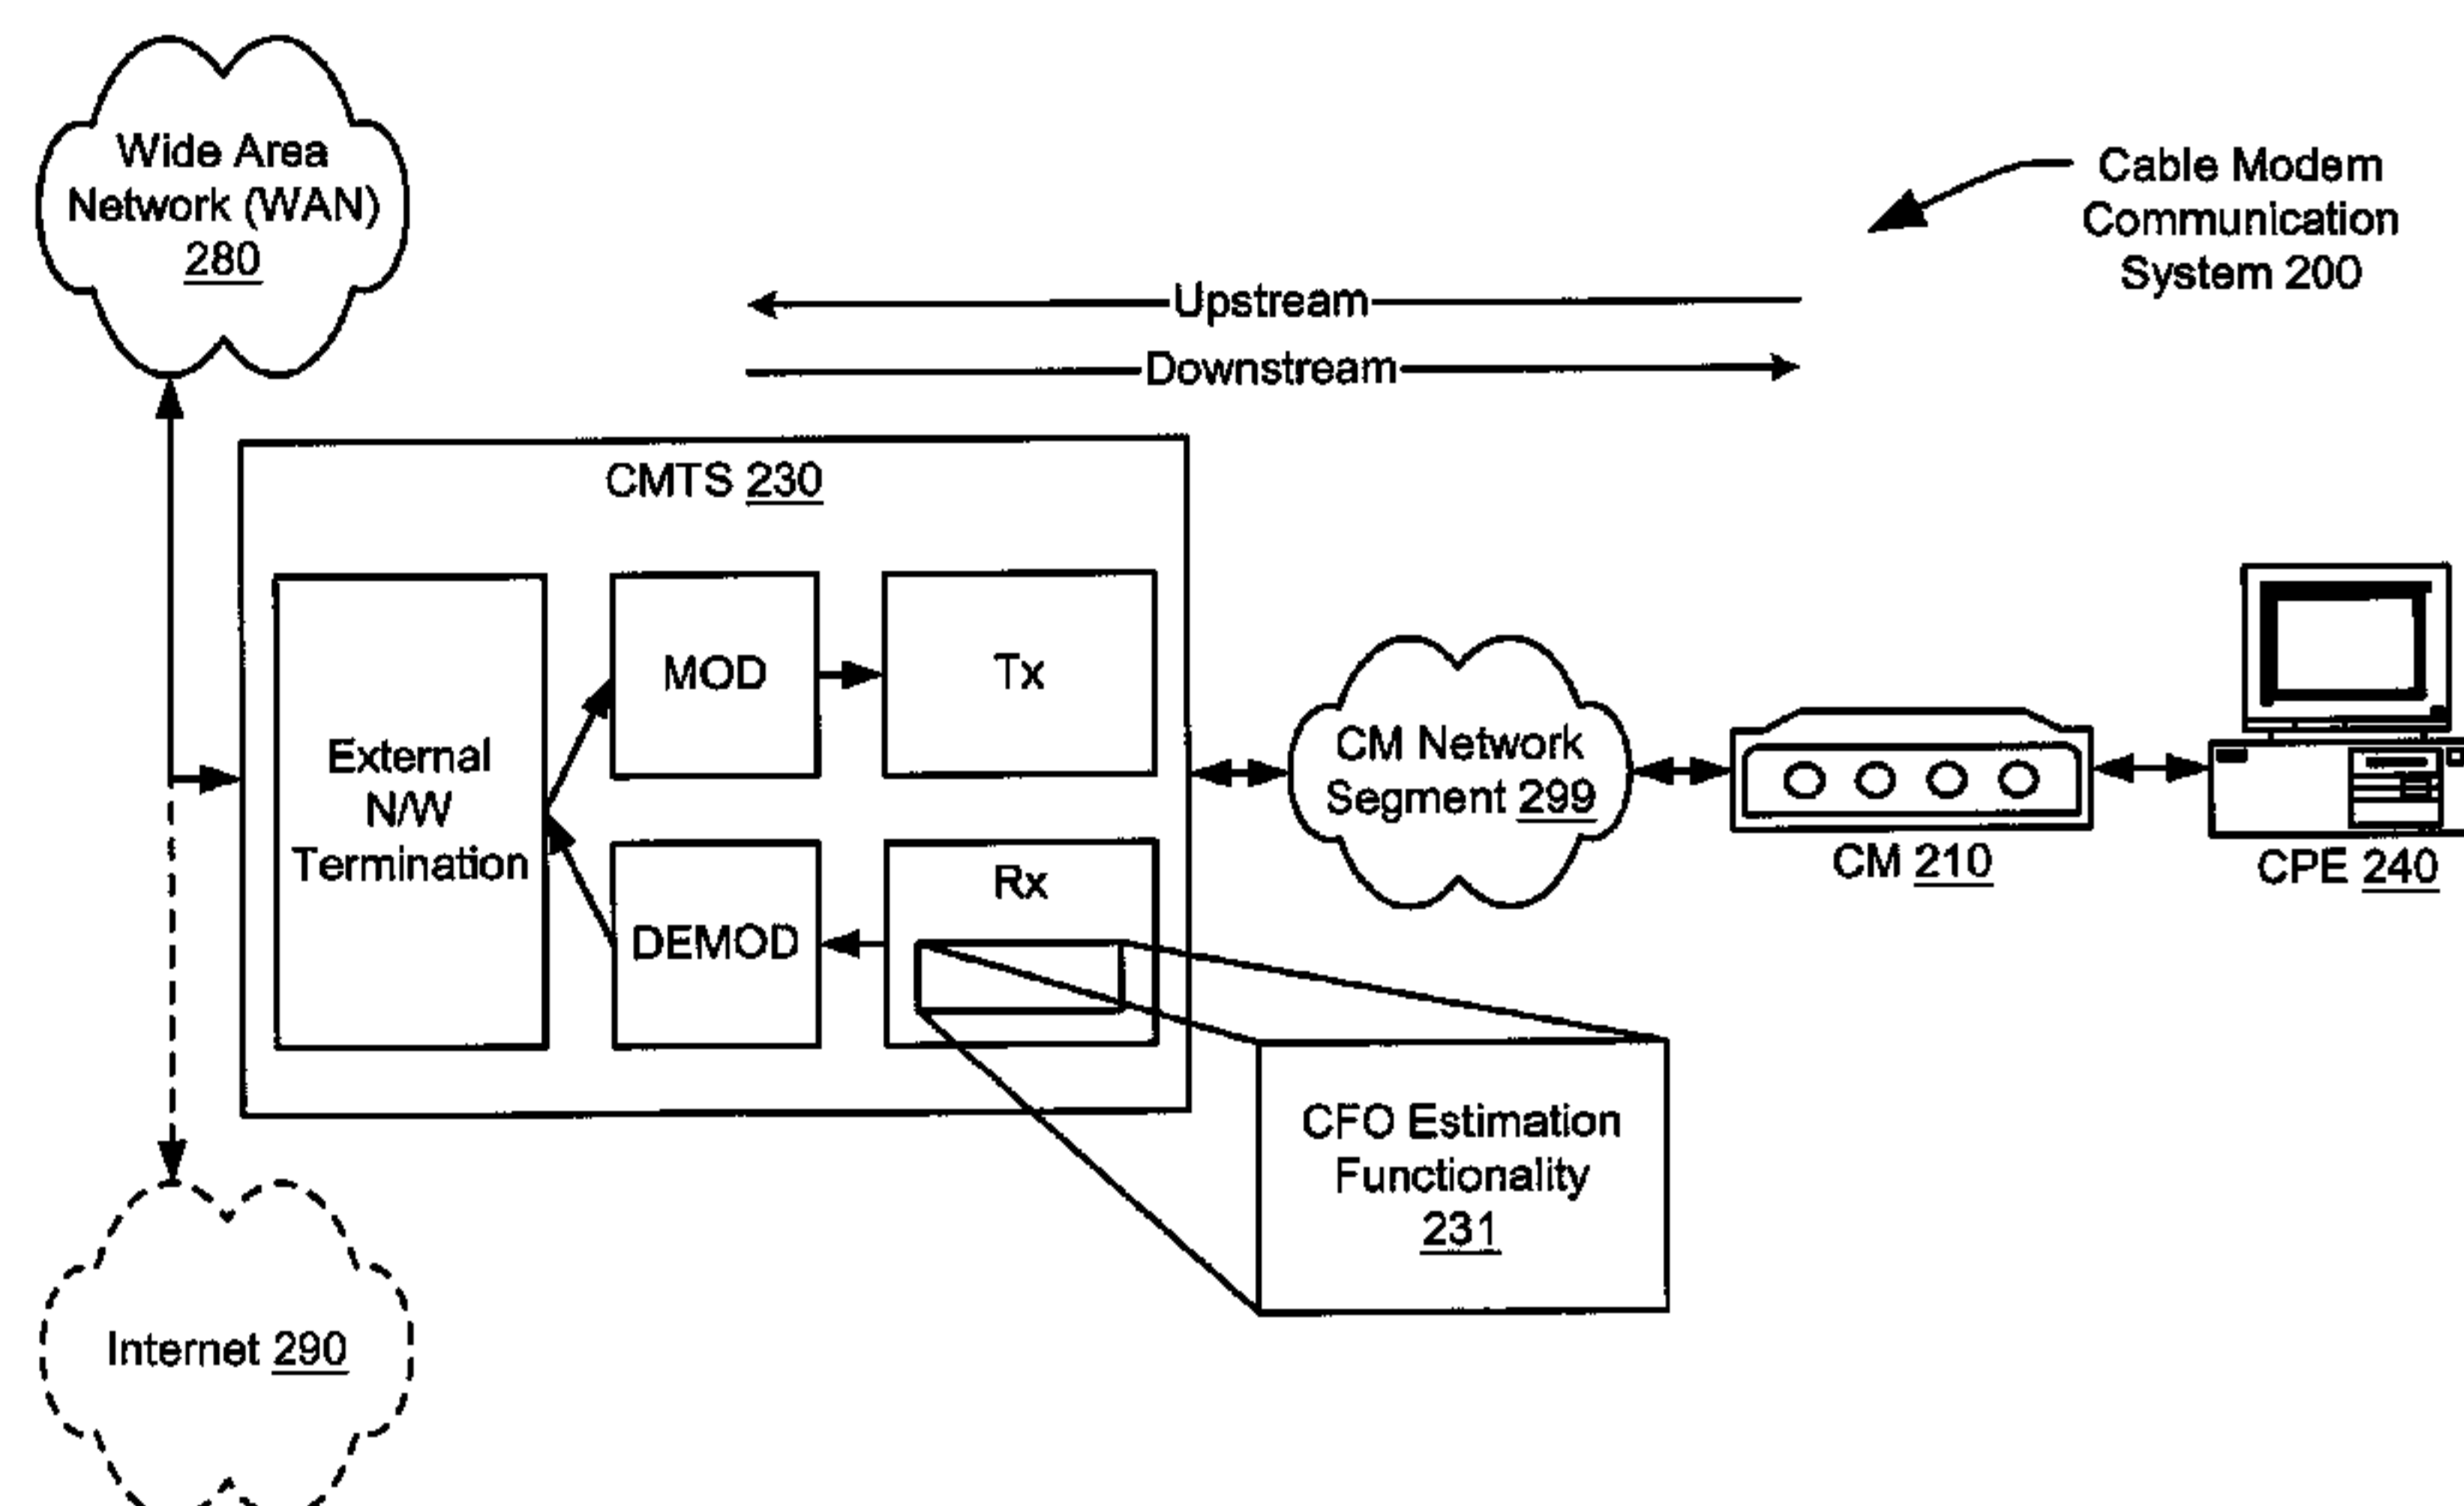 Wide Area
Network (WAN)
280
Cable Modem
Communication
System 200
Upstream
Downstream
CMTS 230
External
N/W
Termination
MOD
Tx
DEMOD
Rx
CM Network
Segment 299
CM 210
CPE 240
CFO Estimation
Functionality
231
Internet 290